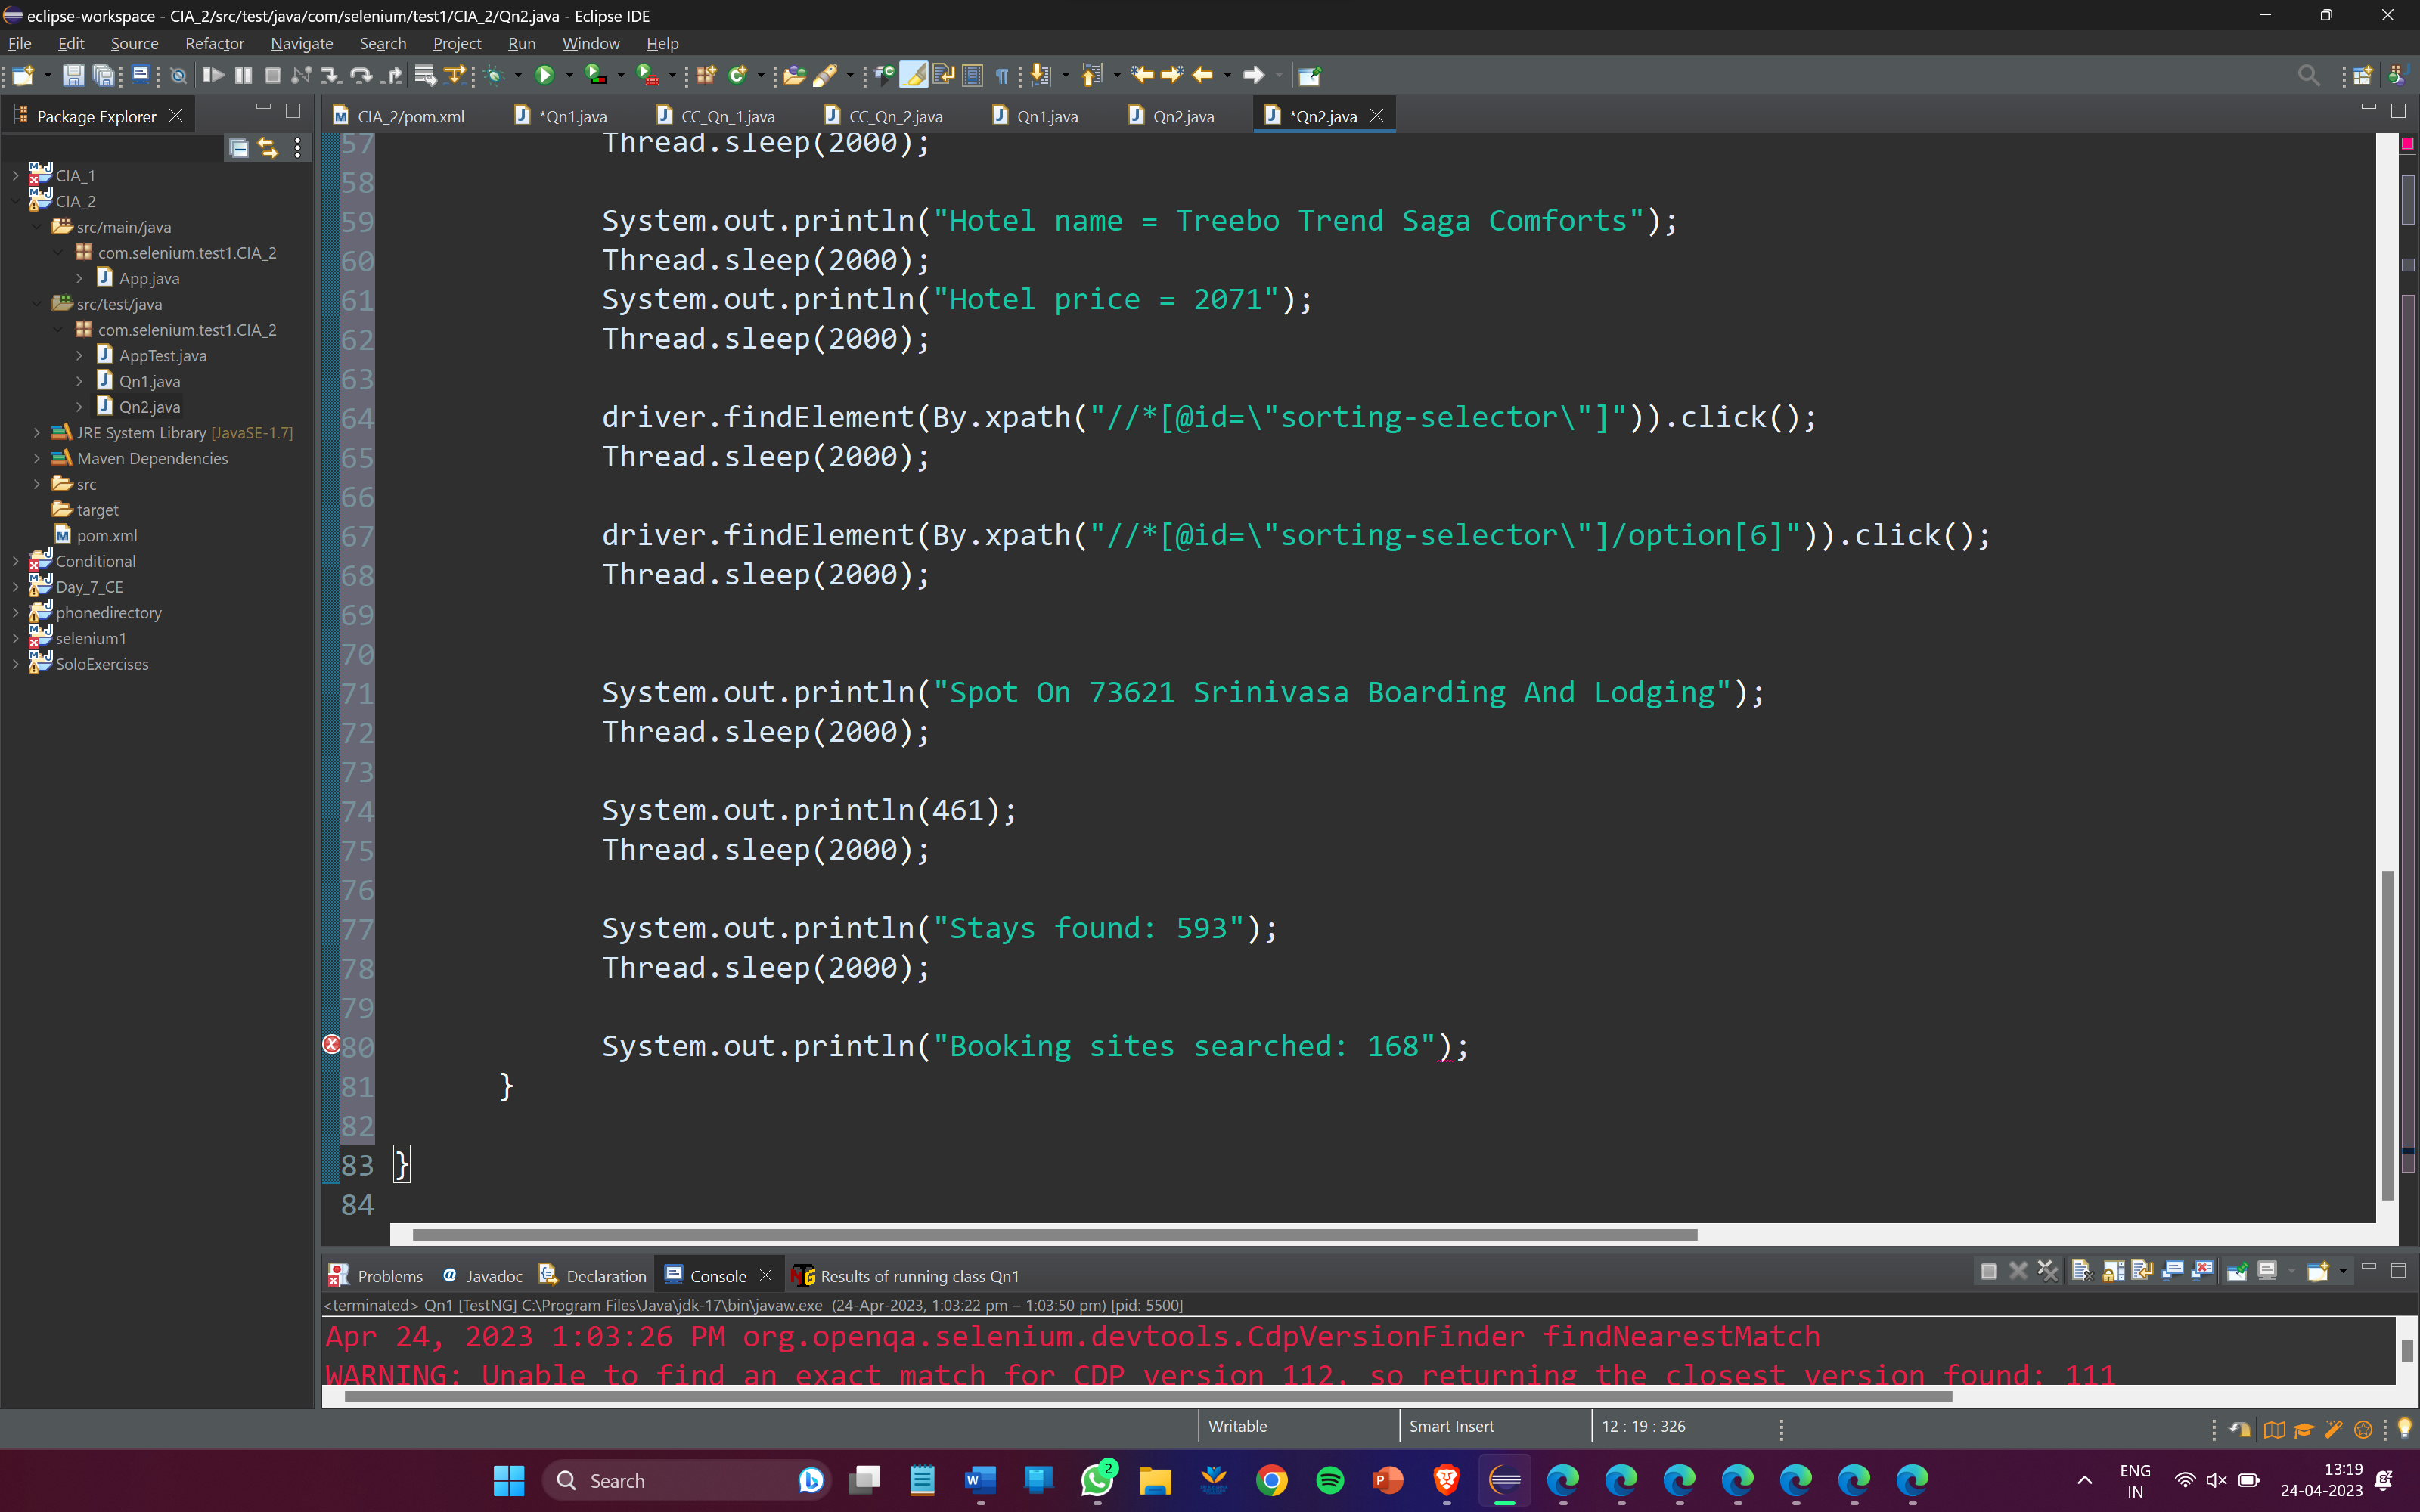 eclipse-workspace - CIA_2/src/test/java/com/selenium/test1/CIA_2/Qn2.java - Eclipse IDE
File Edit Source Refactor Navigate Search Project Run Window Help
Package Explorer
CIA_2/pom.xml *Qn1.java CC_Qn_1.java CC_Qn_2.java Qn1.java Qn2.java *Qn2.java
CIA_1
CIA_2
src/main/java
com.selenium.test1.CIA_2
App.java
src/test/java
com.selenium.test1.CIA_2
AppTest.java
Qn1.java
Qn2.java
JRE System Library [JavaSE-1.7]
Maven Dependencies
src
target
pom.xml
Conditional
Day_7_CE
phonedirectory
selenium1
SoloExercises
57 Thread.sleep(2000);
58
59 System.out.println("Hotel name = Treebo Trend Saga Comforts");
60 Thread.sleep(2000);
61 System.out.println("Hotel price = 2071");
62 Thread.sleep(2000);
63
64 driver.findElement(By.xpath("//*[@id=\"sorting-selector\"]")).click();
65 Thread.sleep(2000);
66
67 driver.findElement(By.xpath("//*[@id=\"sorting-selector\"]/option[6]")).click();
68 Thread.sleep(2000);
69
70
71 System.out.println("Spot On 73621 Srinivasa Boarding And Lodging");
72 Thread.sleep(2000);
73
74 System.out.println(461);
75 Thread.sleep(2000);
76
77 System.out.println("Stays found: 593");
78 Thread.sleep(2000);
79
80 System.out.println("Booking sites searched: 168");
81 }
82
83 }
84
Problems Javadoc Declaration Console Results of running class Qn1
<terminated> Qn1 [TestNG] C:\Program Files\Java\jdk-17\bin\javaw.exe (24-Apr-2023, 1:03:22 pm – 1:03:50 pm) [pid: 5500]
Apr 24, 2023 1:03:26 PM org.openqa.selenium.devtools.CdpVersionFinder findNearestMatch
WARNING: Unable to find an exact match for CDP version 112, so returning the closest version found: 111
Writable Smart Insert 12 : 19 : 326
Search
2
ENG
IN
13:19
24-04-2023